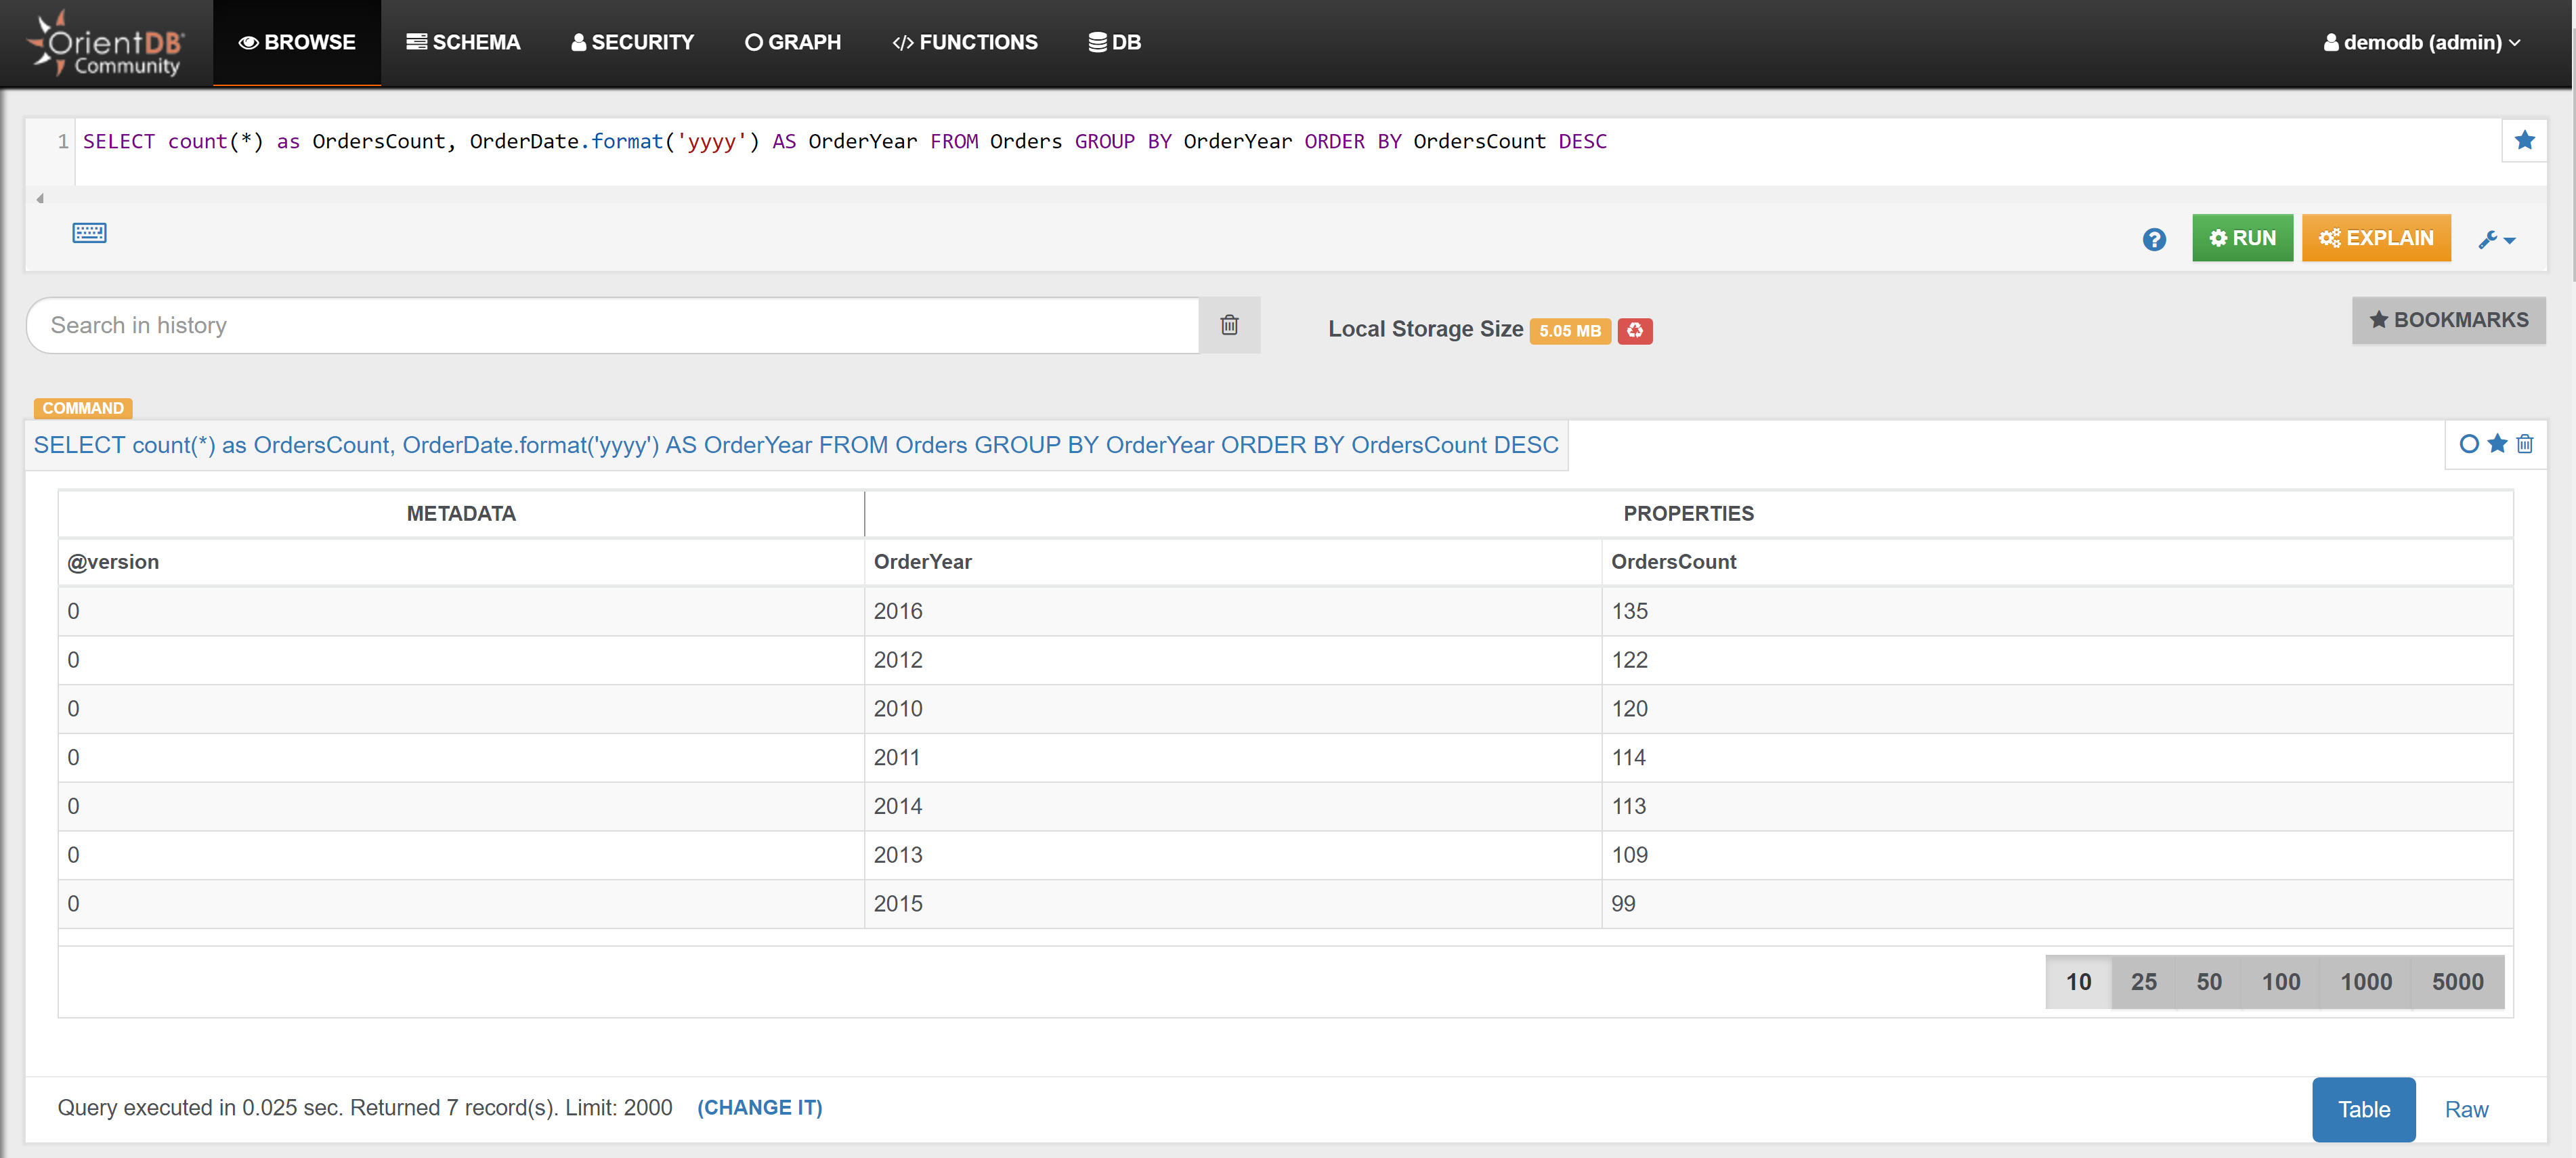 OrientDB
Community
BROWSE SCHEMA SECURITY GRAPH </> FUNCTIONS DB demodb (admin)
1 SELECT count(*) as OrdersCount, OrderDate.format('yyyy') AS OrderYear FROM Orders GROUP BY OrderYear ORDER BY OrdersCount DESC
? RUN EXPLAIN
Search in history Local Storage Size 5.05 MB BOOKMARKS
COMMAND
SELECT count(*) as OrdersCount, OrderDate.format('yyyy') AS OrderYear FROM Orders GROUP BY OrderYear ORDER BY OrdersCount DESC
METADATA PROPERTIES
@version OrderYear OrdersCount
0 2016 135
0 2012 122
0 2010 120
0 2011 114
0 2014 113
0 2013 109
0 2015 99
10 25 50 100 1000 5000
Query executed in 0.025 sec. Returned 7 record(s). Limit: 2000 (CHANGE IT) Table Raw